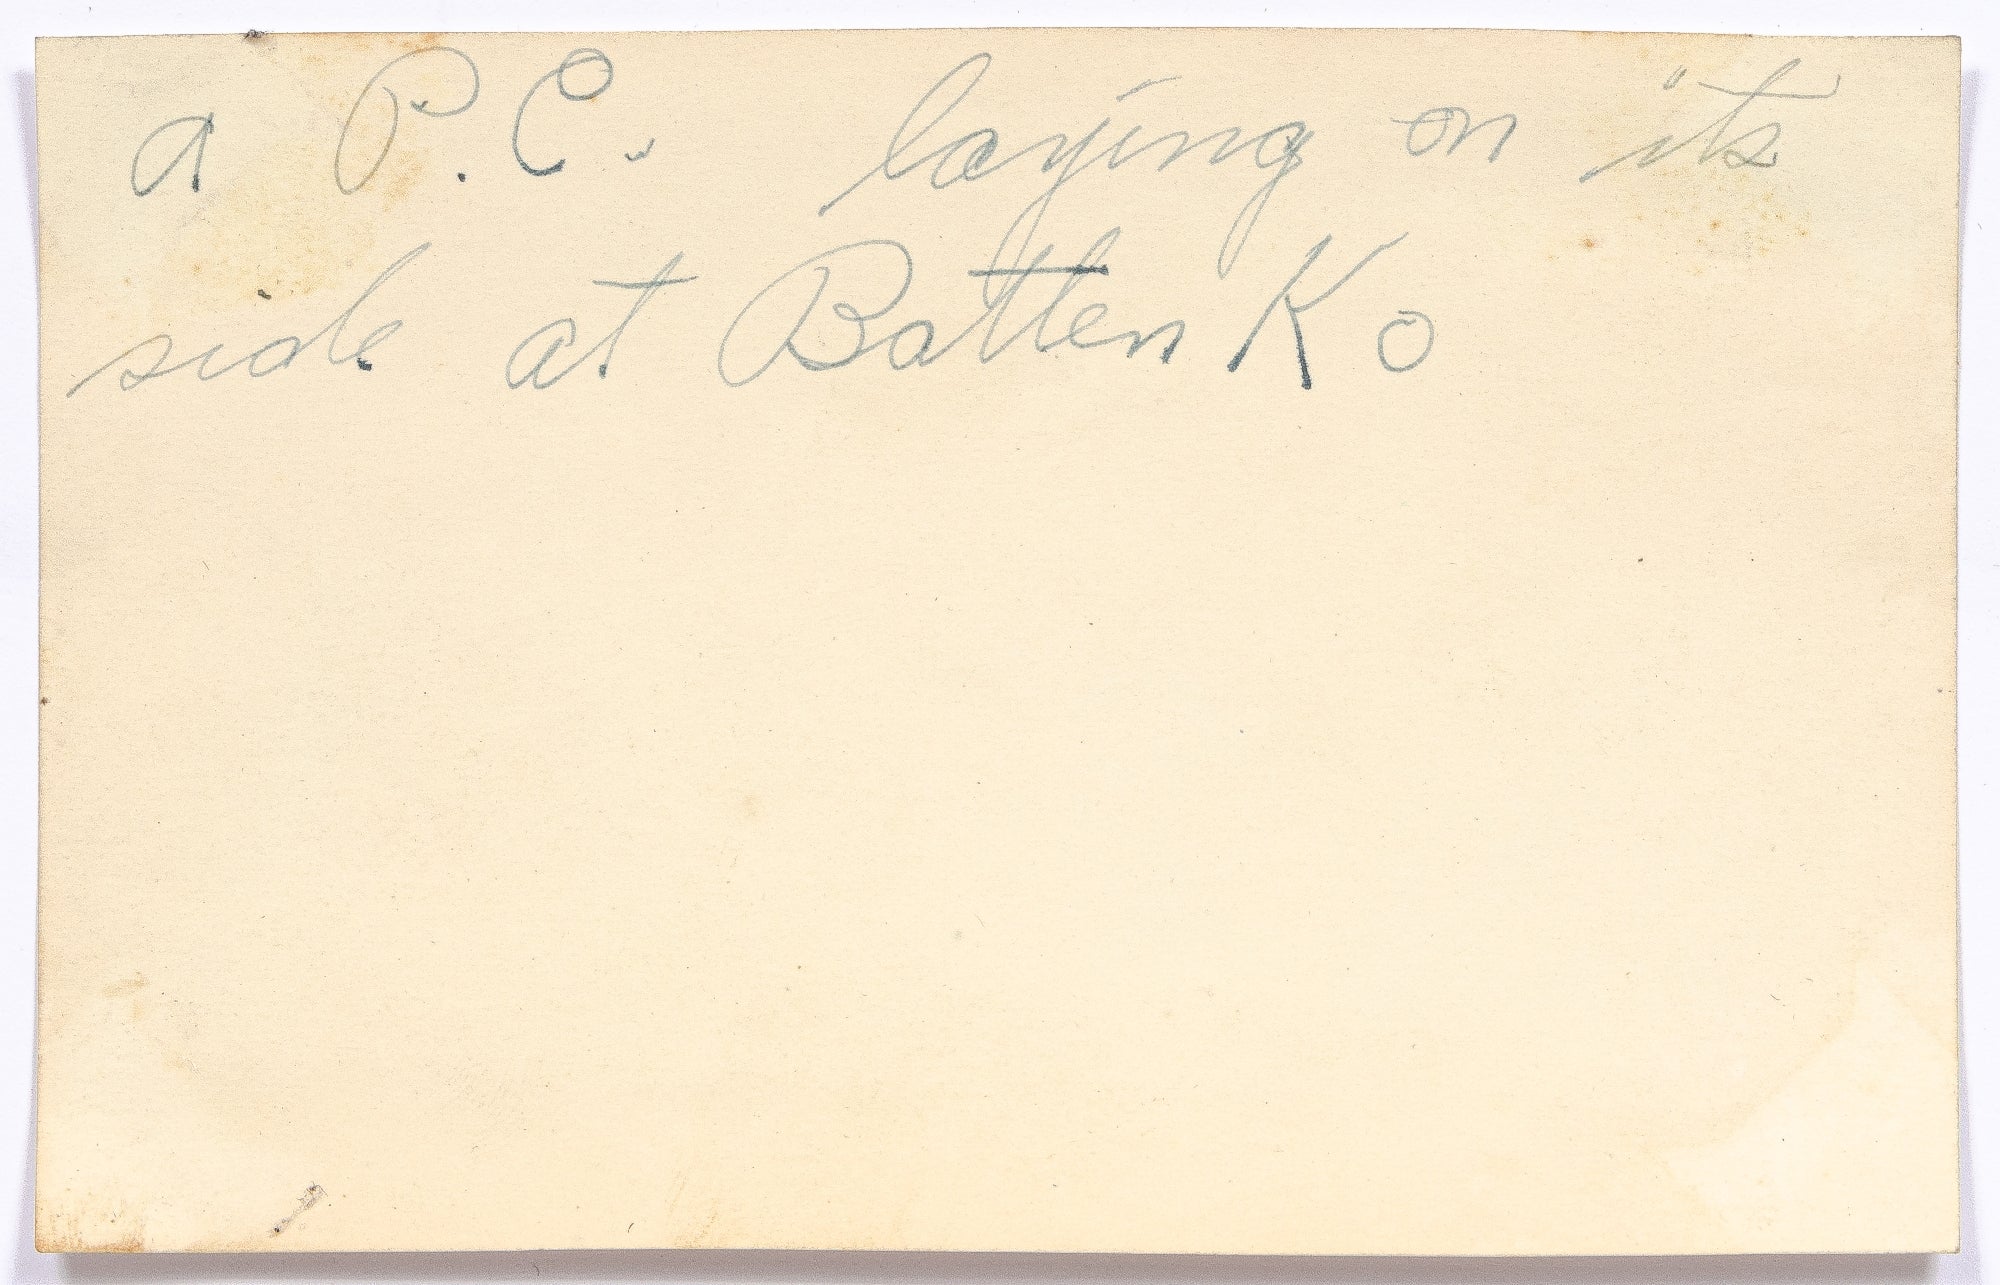 a P.C. laying on its
side at Batten Ko